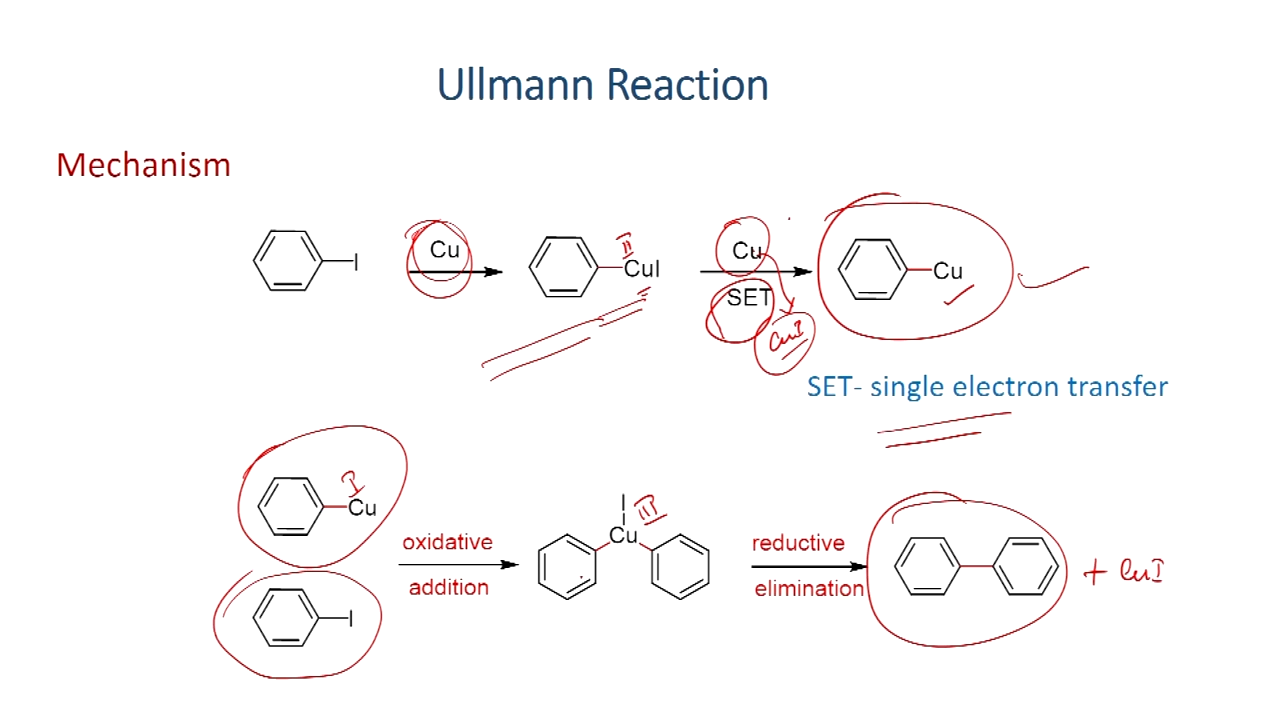 Ullmann Reaction
Mechanism
I
Cu
II
CuI
Cu
SET
CuI
Cu
SET- single electron transfer
I
Cu
I
oxidative
addition
I
III
Cu
reductive
elimination
+ CuI